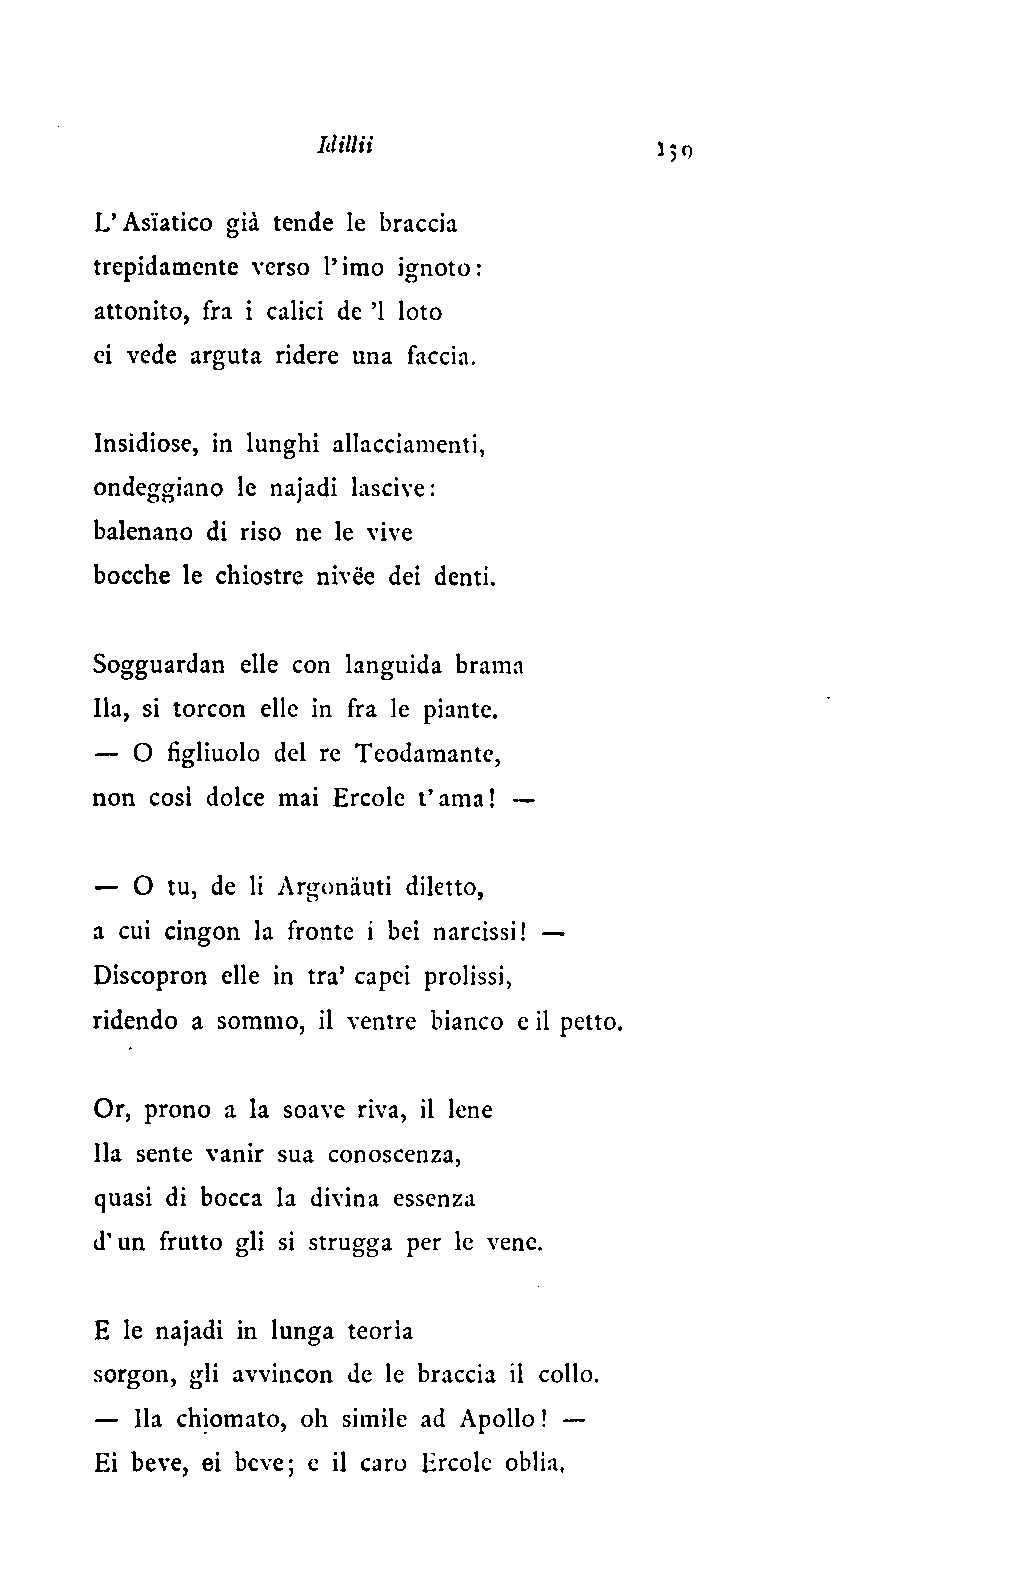 Idillii 139
L' Asïatico già tende le braccia
trepidamente verso l'imo ignoto:
attonito, fra i calici de 'l loto
ei vede arguta ridere una faccia.
Insidiose, in lunghi allacciamenti,
ondeggiano le najadi lascive:
balenano di riso ne le vive
bocche le chiostre nivëe dei denti.
Sogguardan elle con languida brama
Ila, si torcon elle in fra le piante.
— O figliuolo del re Teodamante,
non così dolce mai Ercole t'ama! —
— O tu, de li Argonäuti diletto,
a cui cingon la fronte i bei narcissi! —
Discopron elle in tra' capei prolissi,
ridendo a sommo, il ventre bianco e il petto.
Or, prono a la soave riva, il lene
Ila sente vanir sua conoscenza,
quasi di bocca la divina essenza
d'un frutto gli si strugga per le vene.
E le najadi in lunga teoria
sorgon, gli avvincon de le braccia il collo.
— Ila chiomato, oh simile ad Apollo! —
Ei beve, ei beve; e il caro Ercole oblia,